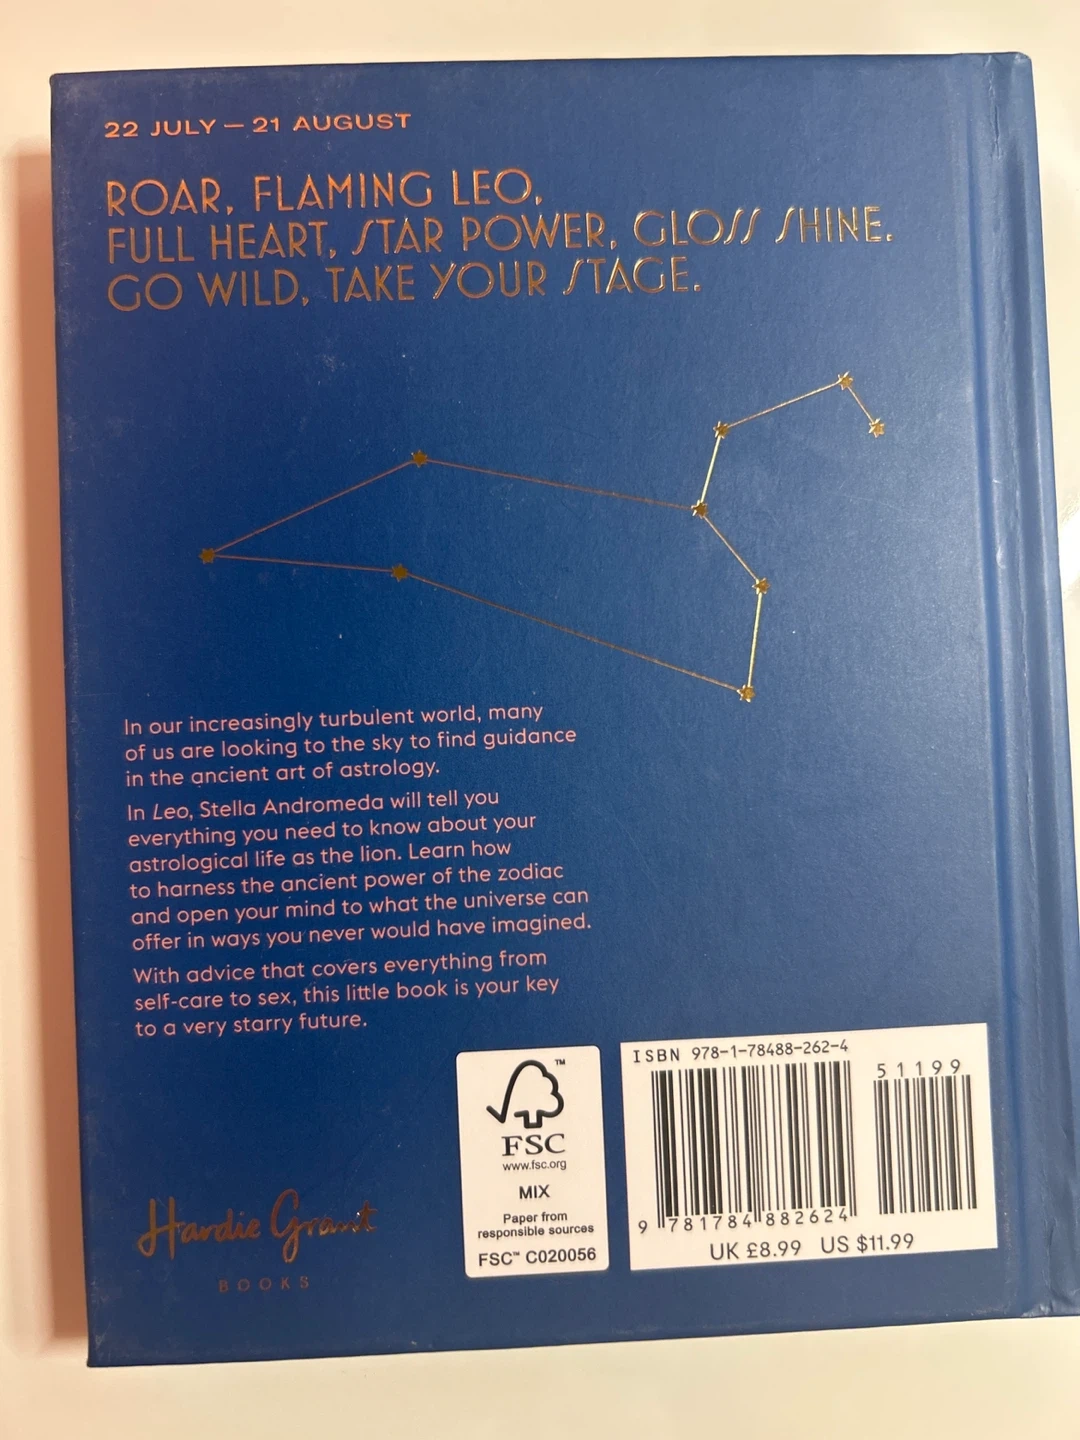 22 JULY — 21 AUGUST
ROAR, FLAMING LEO,
FULL HEART, STAR POWER, GLOSS SHINE.
GO WILD, TAKE YOUR STAGE.
In our increasingly turbulent world, many
of us are looking to the sky to find guidance
in the ancient art of astrology.
In Leo, Stella Andromeda will tell you
everything you need to know about your
astrological life as the lion. Learn how
to harness the ancient power of the zodiac
and open your mind to what the universe can
offer in ways you never would have imagined.
With advice that covers everything from
self-care to sex, this little book is your key
to a very starry future.
Hardie Grant
BOOKS
™
FSC
www.fsc.org
MIX
Paper from
responsible sources
FSC™ C020056
ISBN 978-1-78488-262-4
51199
9 781784 882624
UK £8.99 US $11.99